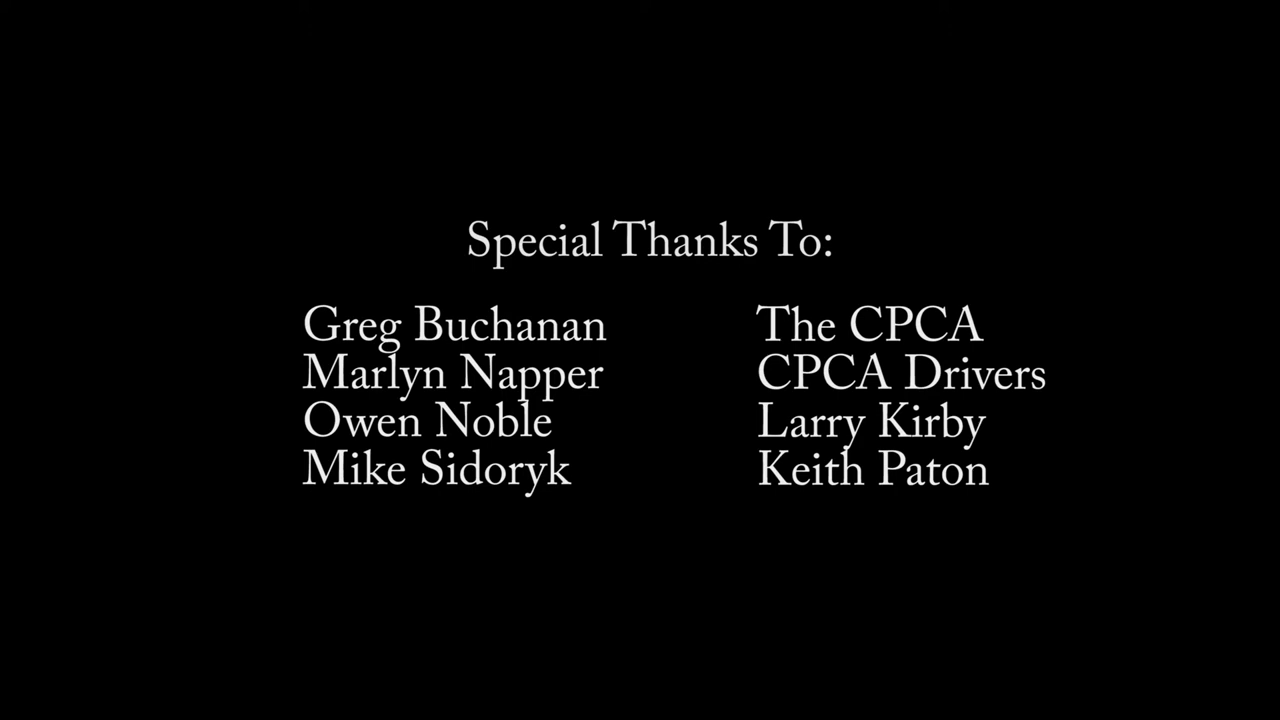 Special Thanks To:
Greg Buchanan
Marlyn Napper
Owen Noble
Mike Sidoryk
The CPCA
CPCA Drivers
Larry Kirby
Keith Paton